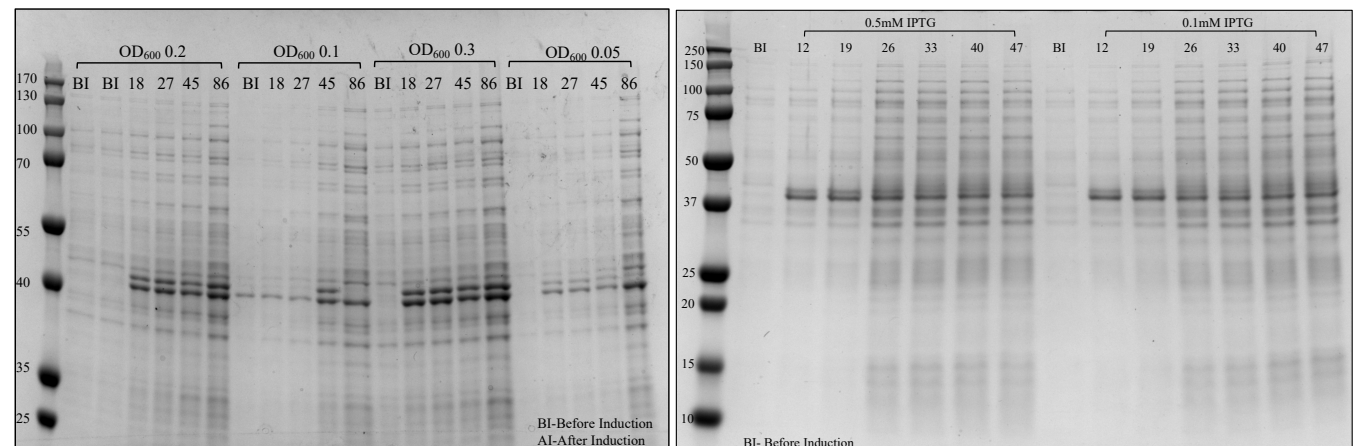 OD600 0.2 OD600 0.1 OD600 0.3 OD600 0.05
BI BI 18 27 45 86 BI 18 27 45 86 BI 18 27 45 86 BI 18 27 45 86
170
130
100
70
55
40
35
25
BI-Before Induction
AI-After Induction
0.5mM IPTG 0.1mM IPTG
BI 12 19 26 33 40 47 BI 12 19 26 33 40 47
250
150
100
75
50
37
25
20
15
10
BI- Before Induction